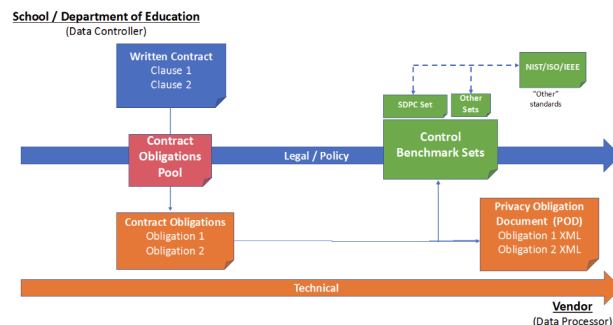 School / Department of Education
(Data Controller)
Written Contract
Clause 1
Clause 2
NIST/ISO/IEEE
"Other"
standards
SDPC Set
Other
Sets
Contract
Obligations
Pool
Legal / Policy
Control
Benchmark Sets
Contract Obligations
Obligation 1
Obligation 2
Privacy Obligation
Document (POD)
Obligation 1 XML
Obligation 2 XML
Technical
Vendor
(Data Processor)